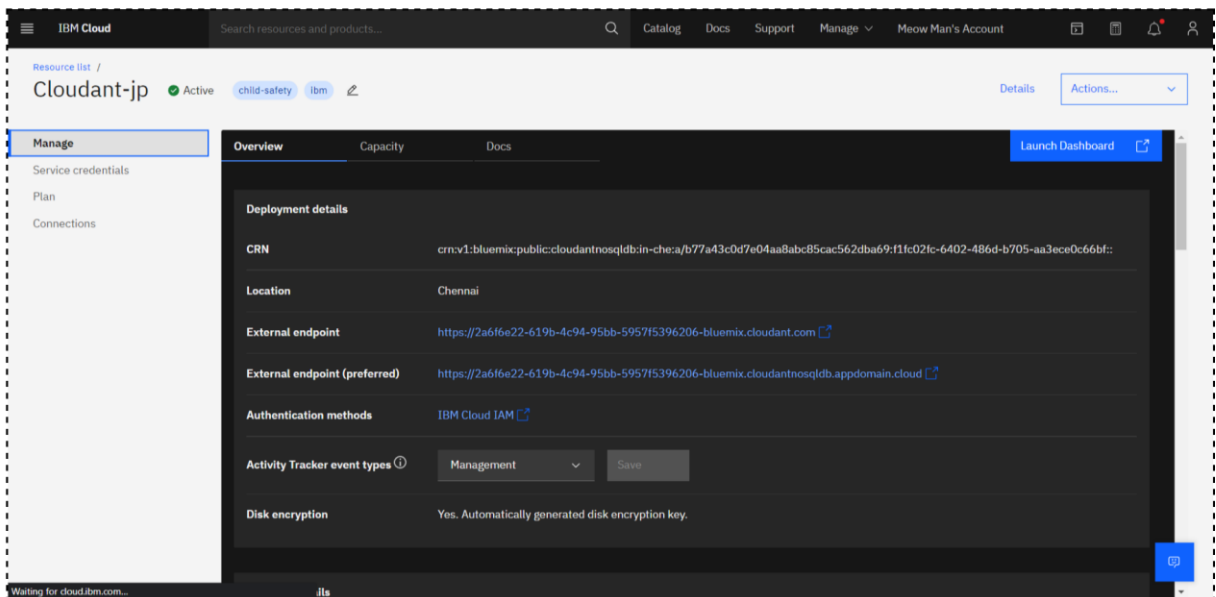 IBM Cloud
Search resources and products...
Catalog
Docs
Support
Manage
Meow Man's Account
Resource list /
Cloudant-jp
Active
child-safety
ibm
Details
Actions...
Manage
Service credentials
Plan
Connections
Overview
Capacity
Docs
Launch Dashboard
Deployment details
CRN
crn:v1:bluemix:public:cloudantnosqldb:in-che:a/b77a43c0d7e04aa8abc85cac562dba69:f1fc02fc-6402-486d-b705-aa3ece0c66bf::
Location
Chennai
External endpoint
https://2a6f6e22-619b-4c94-95bb-5957f5396206-bluemix.cloudant.com
External endpoint (preferred)
https://2a6f6e22-619b-4c94-95bb-5957f5396206-bluemix.cloudantnosqldb.appdomain.cloud
Authentication methods
IBM Cloud IAM
Activity Tracker event types
Management
Save
Disk encryption
Yes. Automatically generated disk encryption key.
Waiting for cloud.ibm.com...